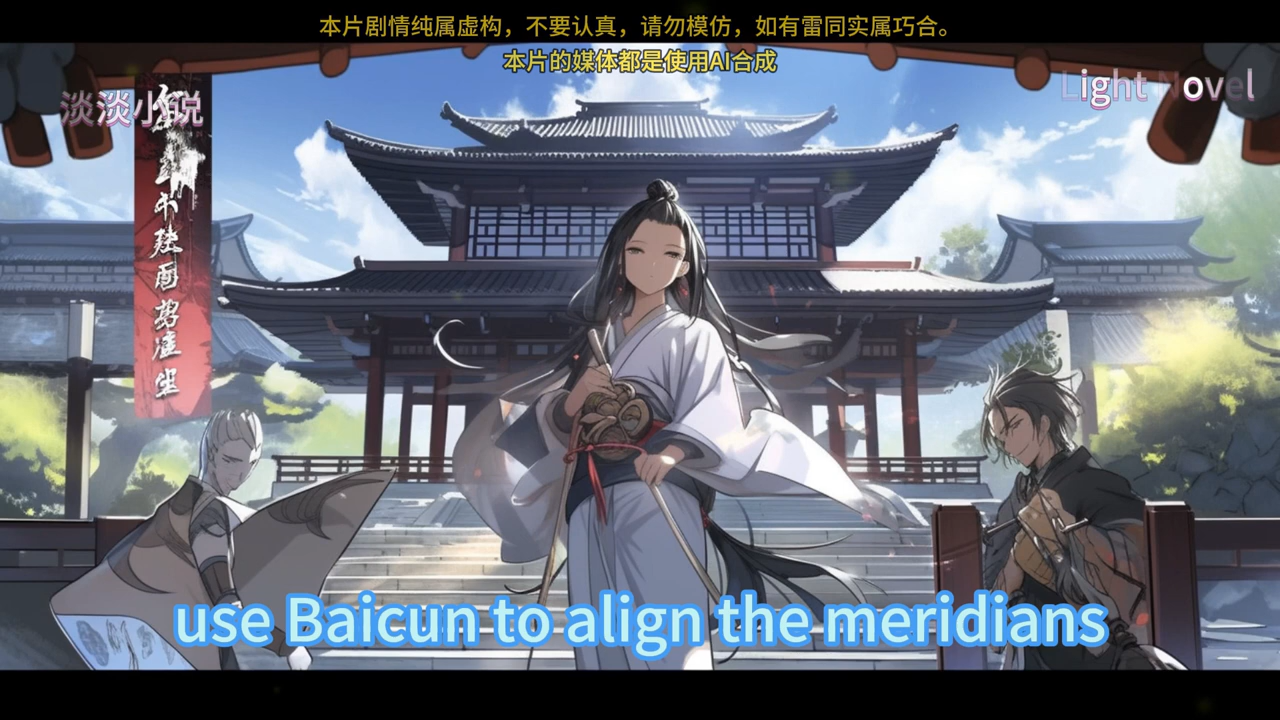 本片剧情纯属虚构，不要认真，请勿模仿，如有雷同实属巧合。
本片的媒体都是使用AI合成
淡淡小说
Light Novel
use Baicun to align the meridians